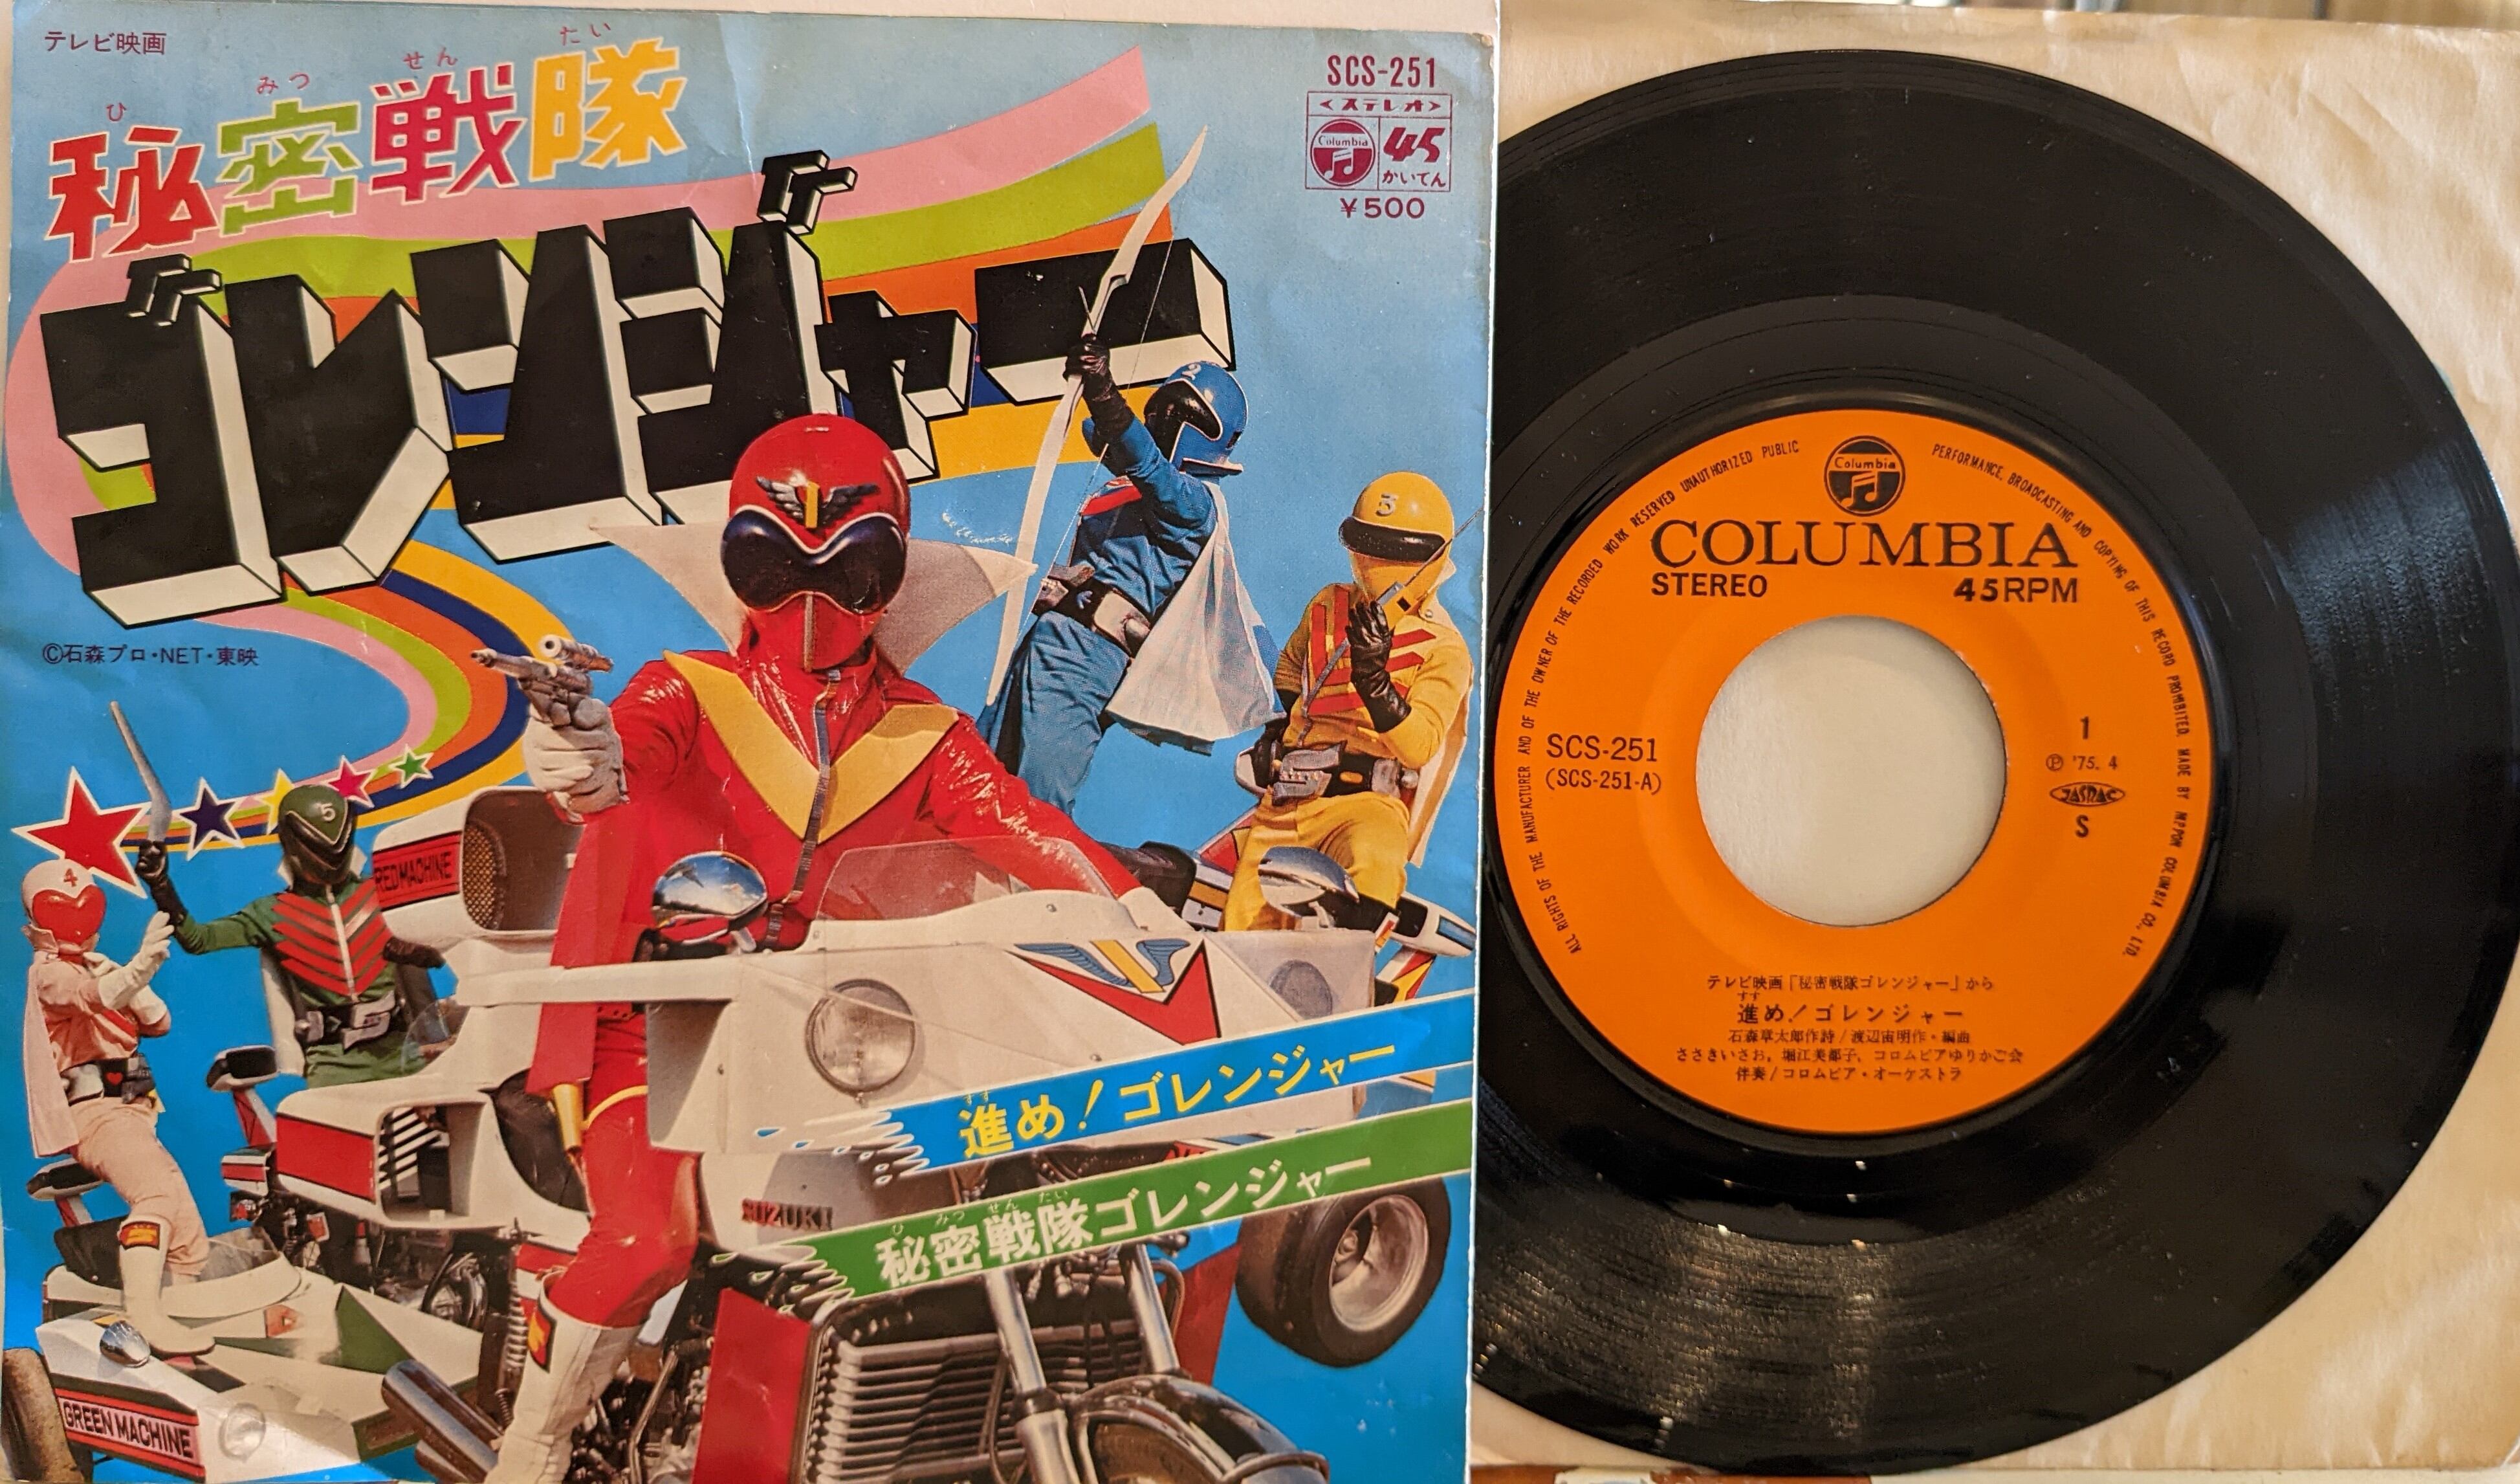 テレビ映画
ひ みつ せん たい
秘密戦隊
ゴレンジャー
SCS-251
<ステレオ>
Columbia
45
かいてん
¥500
©石森プロ・NET・東映
2
3
4
5
RED MACHINE
SUZUKI
GREEN MACHINE
すす
進め!ゴレンジャー
ひ みつ せん たい
秘密戦隊ゴレンジャー
ALL RIGHTS OF THE MANUFACTURER AND OF THE OWNER OF THE RECORDED WORK RESERVED UNAUTHORIZED PUBLIC PERFORMANCE, BROADCASTING AND COPYING OF THIS RECORD PROHIBITED. MADE BY NIPPON COLUMBIA CO., LTD.
Columbia
COLUMBIA
STEREO
45RPM
SCS-251
(SCS-251-A)
1
Ⓟ '75. 4
JASRAC
S
テレビ映画「秘密戦隊ゴレンジャー」から
すす
進め!ゴレンジャー
石森章太郎作詩/渡辺宙明作・編曲
ささきいさお, 堀江美都子, コロムビアゆりかご会
伴奏/コロムビア・オーケストラ